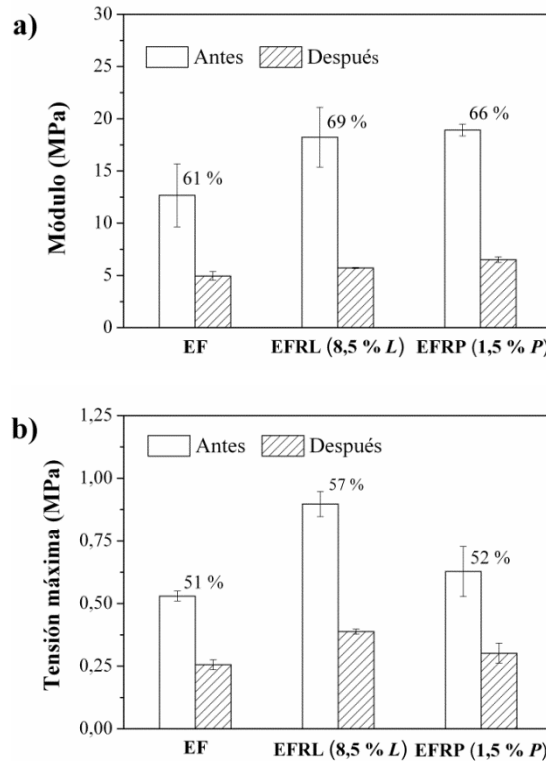 a)
30
25
20
15
10
5
0
Módulo (MPa)
Antes Después
61 %
69 %
66 %
EF EFRL (8,5 % L) EFRP (1,5 % P)
b)
1,25
1,00
0,75
0,50
0,25
0,00
Tensión máxima (MPa)
Antes Después
51 %
57 %
52 %
EF EFRL (8,5 % L) EFRP (1,5 % P)